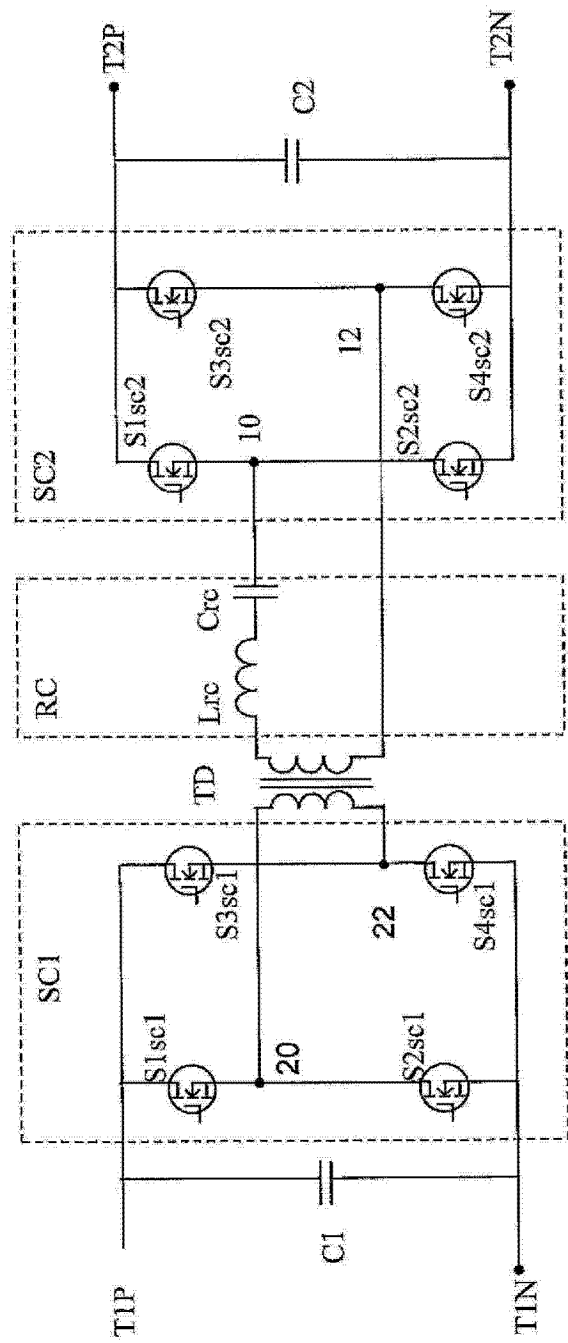 T1P
T1N
C1
SC1
S1sc1
S3sc1
20
22
S2sc1
S4sc1
TD
RC
Lrc
Crc
SC2
S1sc2
S3sc2
10
12
S2sc2
S4sc2
C2
T2P
T2N